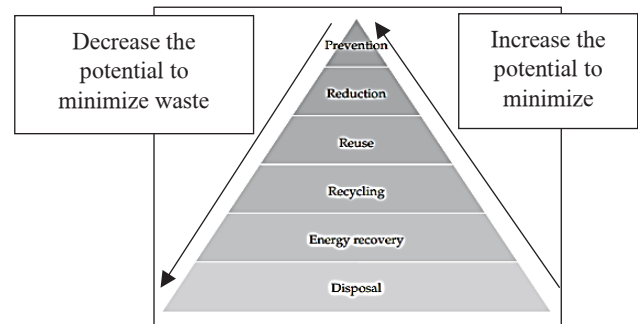 Decrease the
potential to
minimize waste
Increase the
potential to
minimize
Prevention
Reduction
Reuse
Recycling
Energy recovery
Disposal